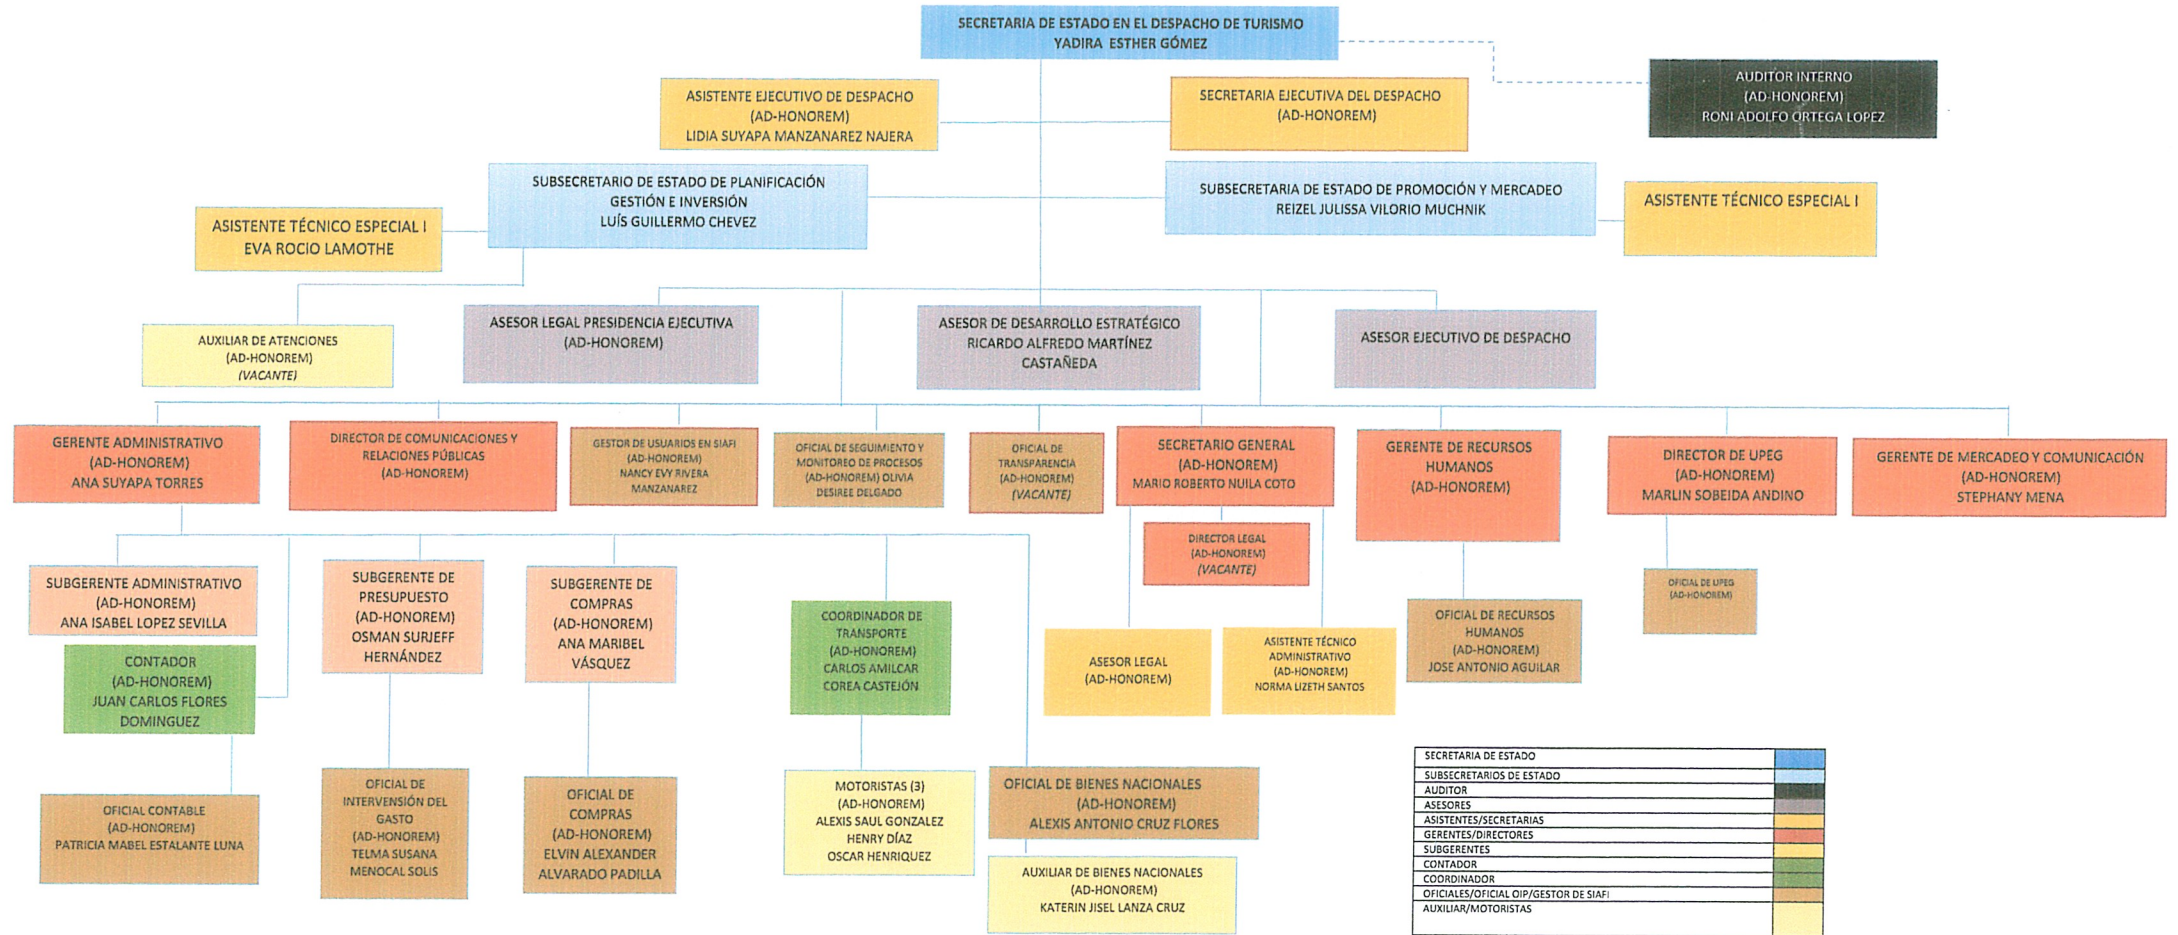 SECRETARIA DE ESTADO EN EL DESPACHO DE TURISMO
YADIRA ESTHER GÓMEZ
AUDITOR INTERNO
(AD-HONOREM)
RONI ADOLFO ORTEGA LOPEZ
ASISTENTE EJECUTIVO DE DESPACHO
(AD-HONOREM)
LIDIA SUYAPA MANZANAREZ NAJERA
SECRETARIA EJECUTIVA DEL DESPACHO
(AD-HONOREM)
SUBSECRETARIO DE ESTADO DE PLANIFICACIÓN
GESTIÓN E INVERSIÓN
LUÍS GUILLERMO CHEVEZ
SUBSECRETARIA DE ESTADO DE PROMOCIÓN Y MERCADEO
REIZEL JULISSA VILORIO MUCHNIK
ASISTENTE TÉCNICO ESPECIAL I
EVA ROCIO LAMOTHE
ASISTENTE TÉCNICO ESPECIAL I
AUXILIAR DE ATENCIONES
(AD-HONOREM)
(VACANTE)
ASESOR LEGAL PRESIDENCIA EJECUTIVA
(AD-HONOREM)
ASESOR DE DESARROLLO ESTRATÉGICO
RICARDO ALFREDO MARTÍNEZ
CASTAÑEDA
ASESOR EJECUTIVO DE DESPACHO
GERENTE ADMINISTRATIVO
(AD-HONOREM)
ANA SUYAPA TORRES
DIRECTOR DE COMUNICACIONES Y
RELACIONES PÚBLICAS
(AD-HONOREM)
GESTOR DE USUARIOS EN SIAFI
(AD-HONOREM)
NANCY EVY RIVERA
MANZANAREZ
OFICIAL DE SEGUIMIENTO Y
MONITOREO DE PROCESOS
(AD-HONOREM) OLIVIA
DESIREE DELGADO
OFICIAL DE
TRANSPARENCIA
(AD-HONOREM)
(VACANTE)
SECRETARIO GENERAL
(AD-HONOREM)
MARIO ROBERTO NUILA COTO
GERENTE DE RECURSOS
HUMANOS
(AD-HONOREM)
DIRECTOR DE UPEG
(AD-HONOREM)
MARLIN SOBEIDA ANDINO
GERENTE DE MERCADEO Y COMUNICACIÓN
(AD-HONOREM)
STEPHANY MENA
DIRECTOR LEGAL
(AD-HONOREM)
(VACANTE)
SUBGERENTE ADMINISTRATIVO
(AD-HONOREM)
ANA ISABEL LOPEZ SEVILLA
SUBGERENTE DE
PRESUPUESTO
(AD-HONOREM)
OSMAN SURJEFF
HERNÁNDEZ
SUBGERENTE DE
COMPRAS
(AD-HONOREM)
ANA MARIBEL
VÁSQUEZ
COORDINADOR DE
TRANSPORTE
(AD-HONOREM)
CARLOS AMILCAR
COREA CASTEJÓN
ASESOR LEGAL
(AD-HONOREM)
ASISTENTE TÉCNICO
ADMINISTRATIVO
(AD-HONOREM)
NORMA LIZETH SANTOS
OFICIAL DE RECURSOS
HUMANOS
(AD-HONOREM)
JOSE ANTONIO AGUILAR
OFICIAL DE UPEG
(AD-HONOREM)
CONTADOR
(AD-HONOREM)
JUAN CARLOS FLORES
DOMINGUEZ
OFICIAL CONTABLE
(AD-HONOREM)
PATRICIA MABEL ESTALANTE LUNA
OFICIAL DE
INTERVENSIÓN DEL
GASTO
(AD-HONOREM)
TELMA SUSANA
MENOCAL SOLIS
OFICIAL DE
COMPRAS
(AD-HONOREM)
ELVIN ALEXANDER
ALVARADO PADILLA
MOTORISTAS (3)
(AD-HONOREM)
ALEXIS SAUL GONZALEZ
HENRY DÍAZ
OSCAR HENRIQUEZ
OFICIAL DE BIENES NACIONALES
(AD-HONOREM)
ALEXIS ANTONIO CRUZ FLORES
AUXILIAR DE BIENES NACIONALES
(AD-HONOREM)
KATERIN JISEL LANZA CRUZ
SECRETARIA DE ESTADO
SUBSECRETARIOS DE ESTADO
AUDITOR
ASESORES
ASISTENTES/SECRETARIAS
GERENTES/DIRECTORES
SUBGERENTES
CONTADOR
COORDINADOR
OFICIALES/OFICIAL OIP/GESTOR DE SIAFI
AUXILIAR/MOTORISTAS